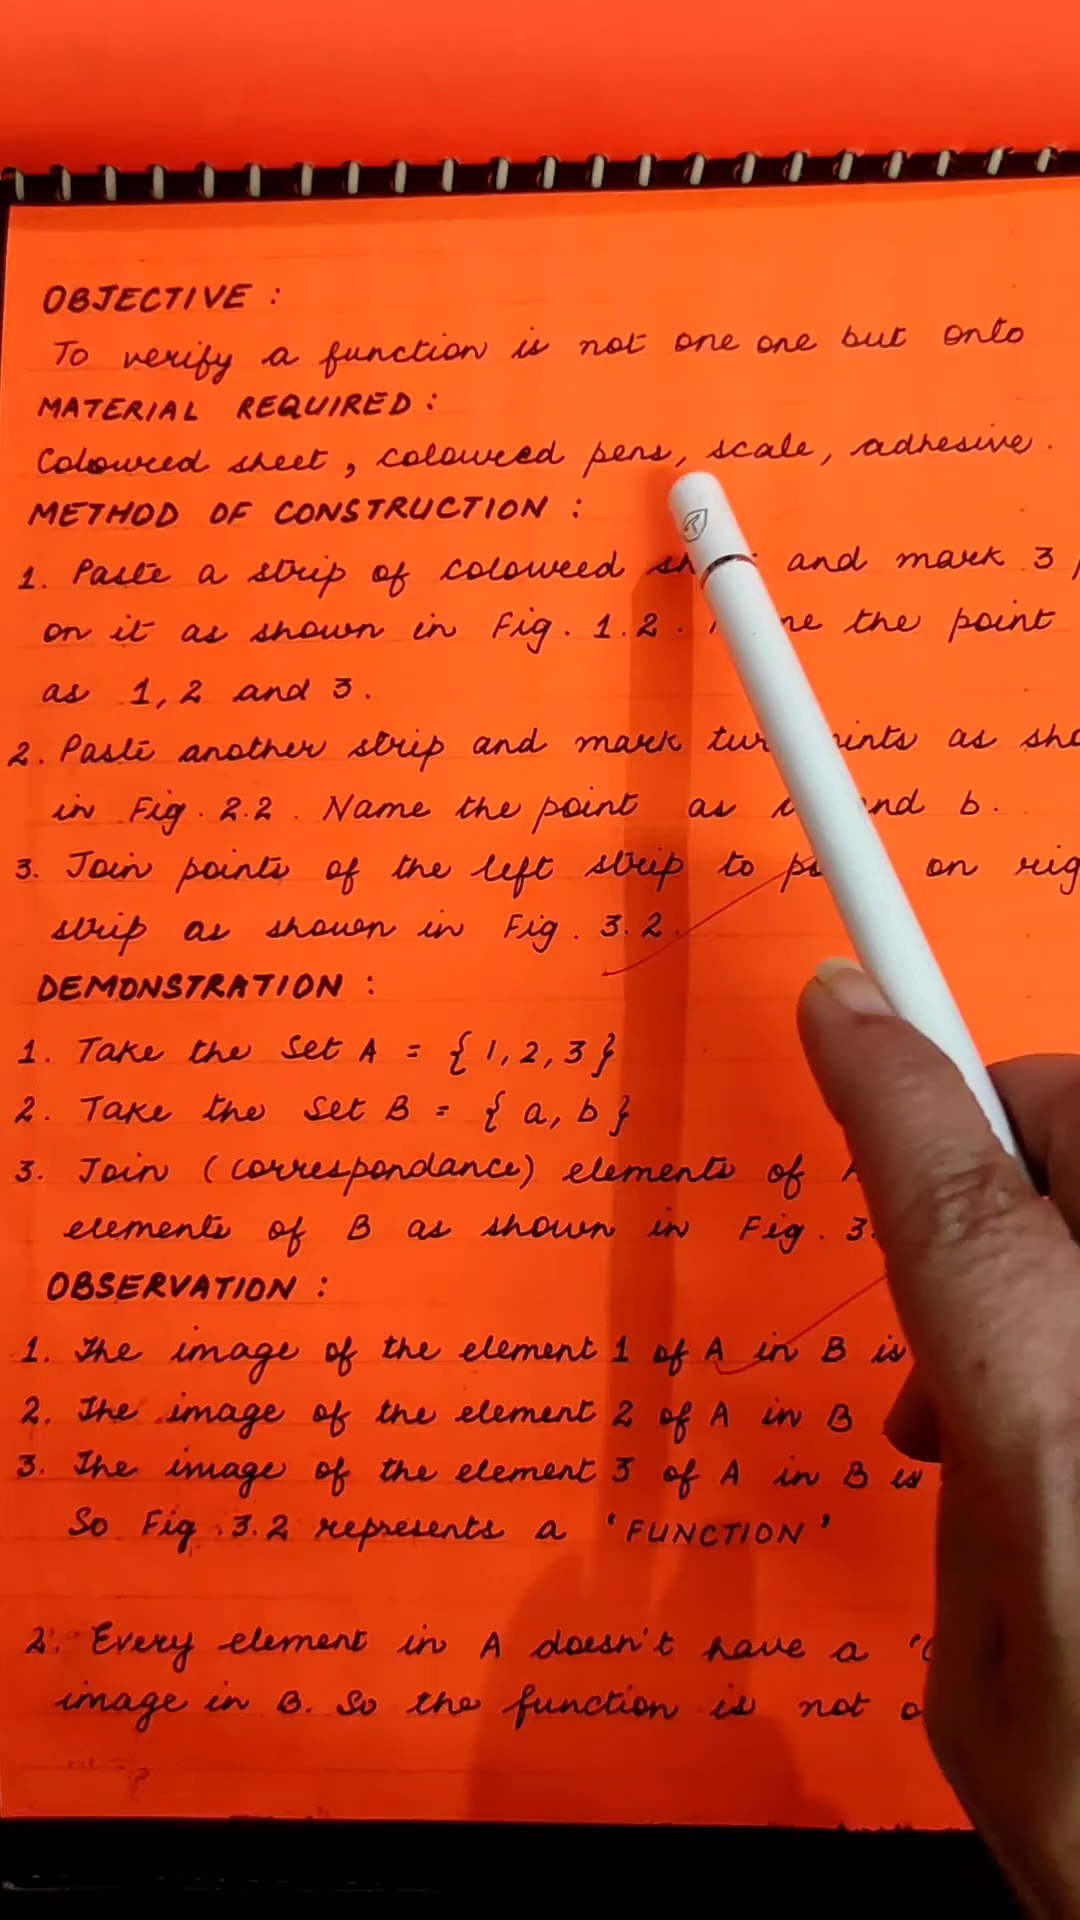 OBJECTIVE :
To verify a function is not one one but onto
MATERIAL REQUIRED :
Coloured sheet, coloured pens, scale, adhesive.
METHOD OF CONSTRUCTION :
1. Paste a strip of coloured and mark 3
on it as shown in Fig. 1.2. the point
as 1, 2 and 3.
2. Paste another strip and mark as
in Fig. 2.2. Name the point as b.
3. Join points of the left strip to on
strip as shown in Fig. 3.2.
DEMONSTRATION :
1. Take the Set A = { 1, 2, 3 }
2. Take the Set B = { a, b }
3. Join (correspondance) elements of
elements of B as shown in Fig. 3.
OBSERVATION :
1. The image of the element 1 of A in B is
2. The image of the element 2 of A in B
3. The image of the element 3 of A in B is
So Fig. 3.2 represents a 'FUNCTION'
2. Every element in A doesn't have a
image in B. So the function is not